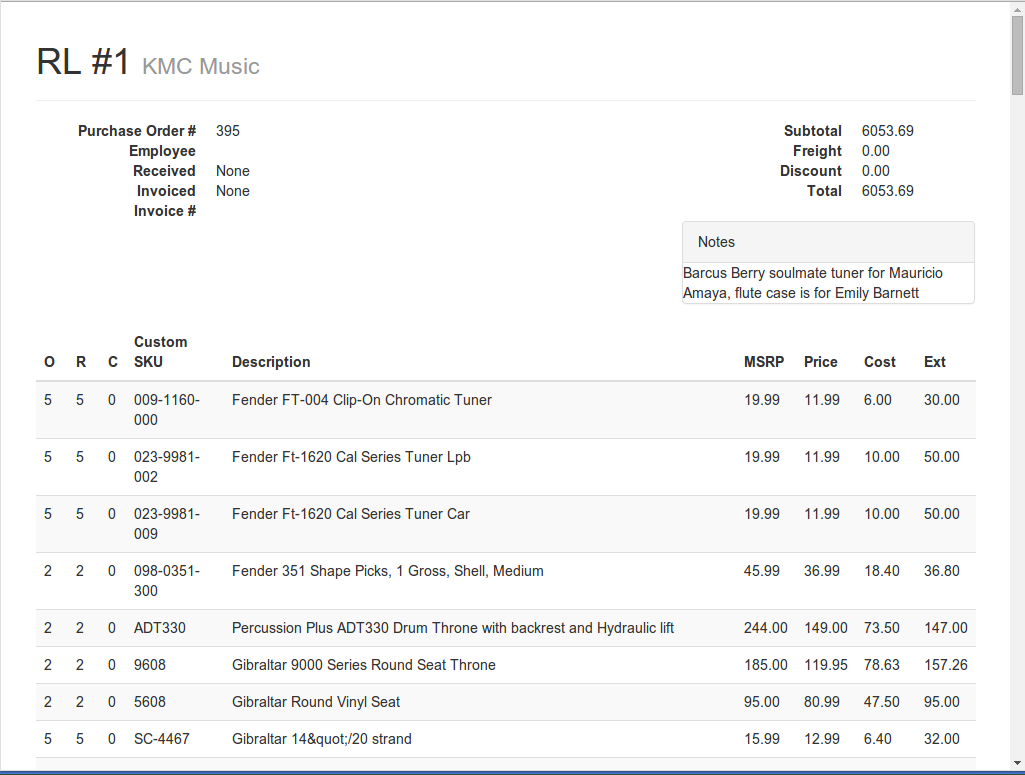 RL #1 KMC Music
Purchase Order # 395
Employee
Received None
Invoiced None
Invoice #
Subtotal 6053.69
Freight 0.00
Discount 0.00
Total 6053.69
Notes
Barcus Berry soulmate tuner for Mauricio
Amaya, flute case is for Emily Barnett
O R C Custom SKU Description MSRP Price Cost Ext
5 5 0 009-1160-000 Fender FT-004 Clip-On Chromatic Tuner 19.99 11.99 6.00 30.00
5 5 0 023-9981-002 Fender Ft-1620 Cal Series Tuner Lpb 19.99 11.99 10.00 50.00
5 5 0 023-9981-009 Fender Ft-1620 Cal Series Tuner Car 19.99 11.99 10.00 50.00
2 2 0 098-0351-300 Fender 351 Shape Picks, 1 Gross, Shell, Medium 45.99 36.99 18.40 36.80
2 2 0 ADT330 Percussion Plus ADT330 Drum Throne with backrest and Hydraulic lift 244.00 149.00 73.50 147.00
2 2 0 9608 Gibraltar 9000 Series Round Seat Throne 185.00 119.95 78.63 157.26
2 2 0 5608 Gibraltar Round Vinyl Seat 95.00 80.99 47.50 95.00
5 5 0 SC-4467 Gibraltar 14&quot;/20 strand 15.99 12.99 6.40 32.00